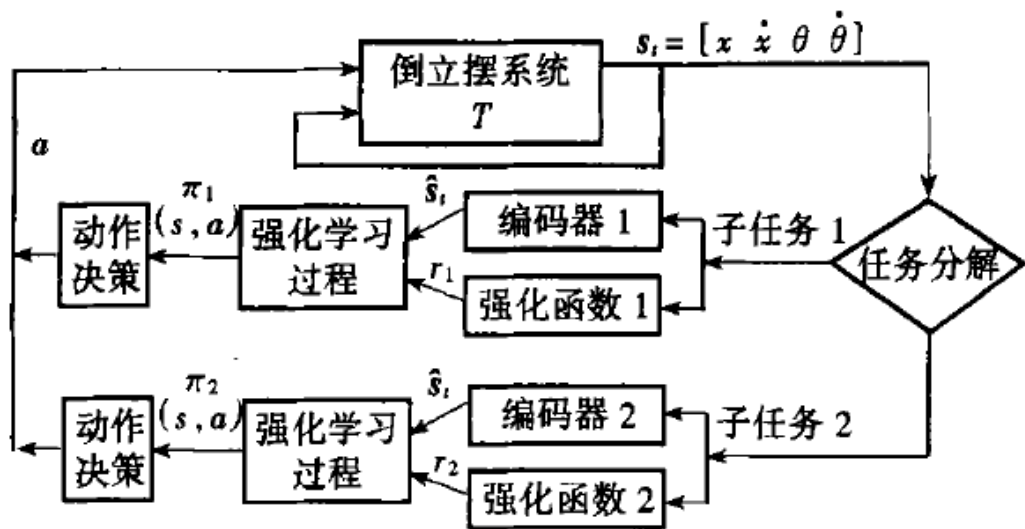 s_t = [x ẋ θ θ̇]
倒立摆系统
T
a
π₁
(s,a)
动作
决策
强化学习
过程
ŝ_t
r₁
编码器 1
强化函数 1
子任务 1
任务分解
π₂
(s,a)
动作
决策
强化学习
过程
ŝ_t
r₂
编码器 2
强化函数 2
子任务 2